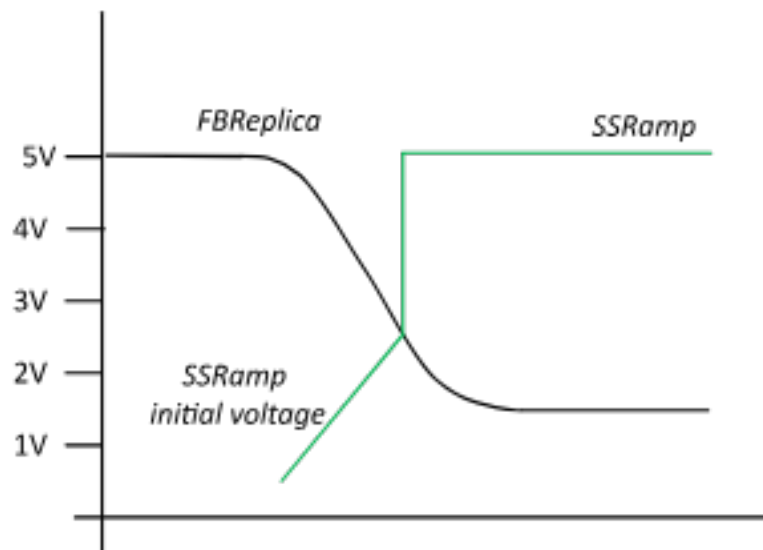 FBReplica
SSRamp
5V
4V
3V
2V
SSRamp
initial voltage
1V